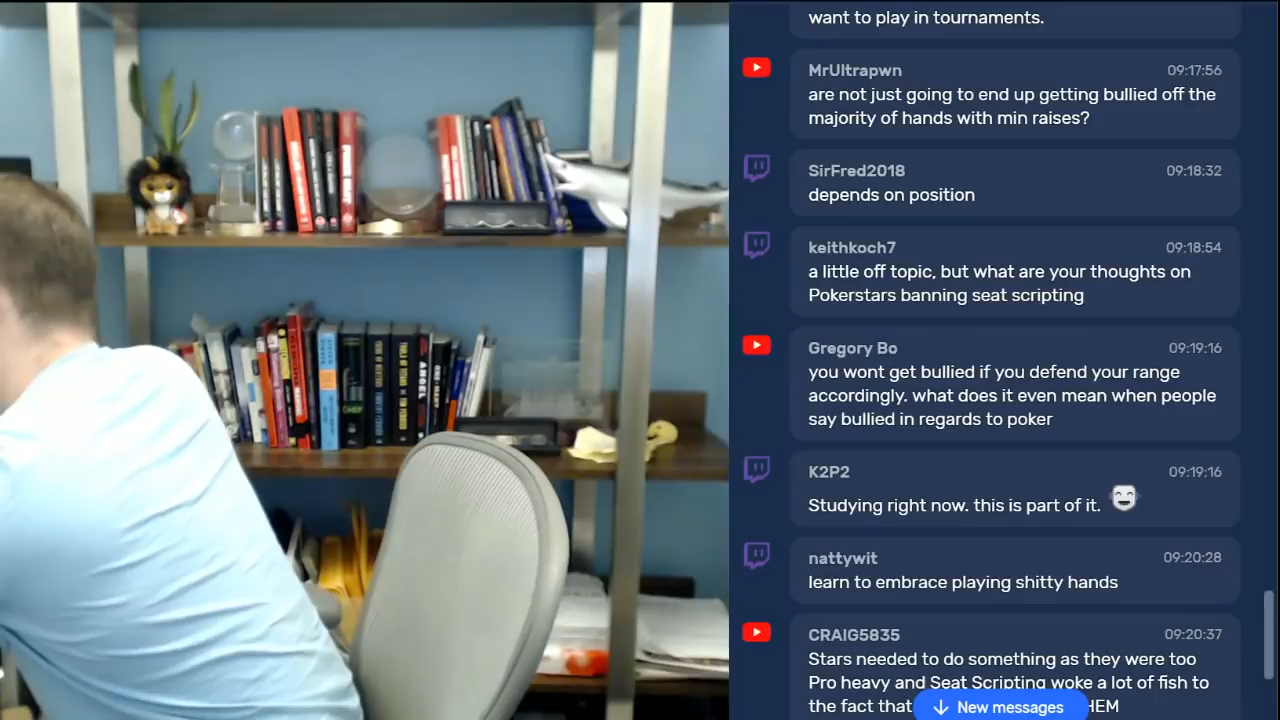 want to play in tournaments.
MrUltrapwn 09:17:56
are not just going to end up getting bullied off the
majority of hands with min raises?
SirFred2018 09:18:32
depends on position
keithkoch7 09:18:54
a little off topic, but what are your thoughts on
Pokerstars banning seat scripting
Gregory Bo 09:19:16
you wont get bullied if you defend your range
accordingly. what does it even mean when people
say bullied in regards to poker
K2P2 09:19:16
Studying right now. this is part of it.
nattywit 09:20:28
learn to embrace playing shitty hands
CRAIG5835 09:20:37
Stars needed to do something as they were too
Pro heavy and Seat Scripting woke a lot of fish to
the fact that HEM
New messages
ANGEL